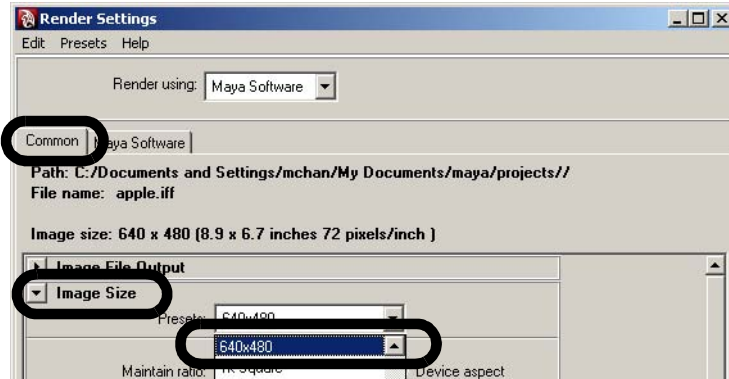 Render Settings
Edit Presets Help
Render using: Maya Software
Common Maya Software
Path: C:/Documents and Settings/mchan/My Documents/maya/projects//
File name: apple.iff
Image size: 640 x 480 (8.9 x 6.7 inches 72 pixels/inch )
Image File Output
Image Size
Presets: 640x480
640x480
Maintain ratio: 1k Square Device aspect